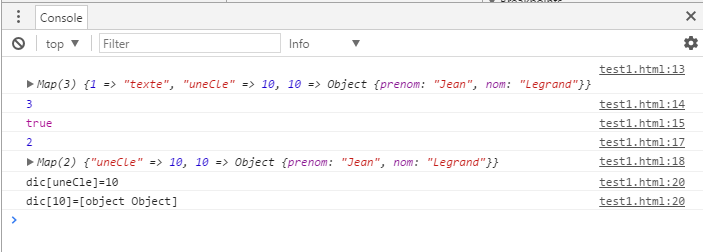 Console
top ▼ Filter Info ▼
test1.html:13
▶Map(3) {1 => "texte", "uneCle" => 10, 10 => Object {prenom: "Jean", nom: "Legrand"}}
3 test1.html:14
true test1.html:15
2 test1.html:17
▶Map(2) {"uneCle" => 10, 10 => Object {prenom: "Jean", nom: "Legrand"}} test1.html:18
dic[uneCle]=10 test1.html:20
dic[10]=[object Object] test1.html:20
>